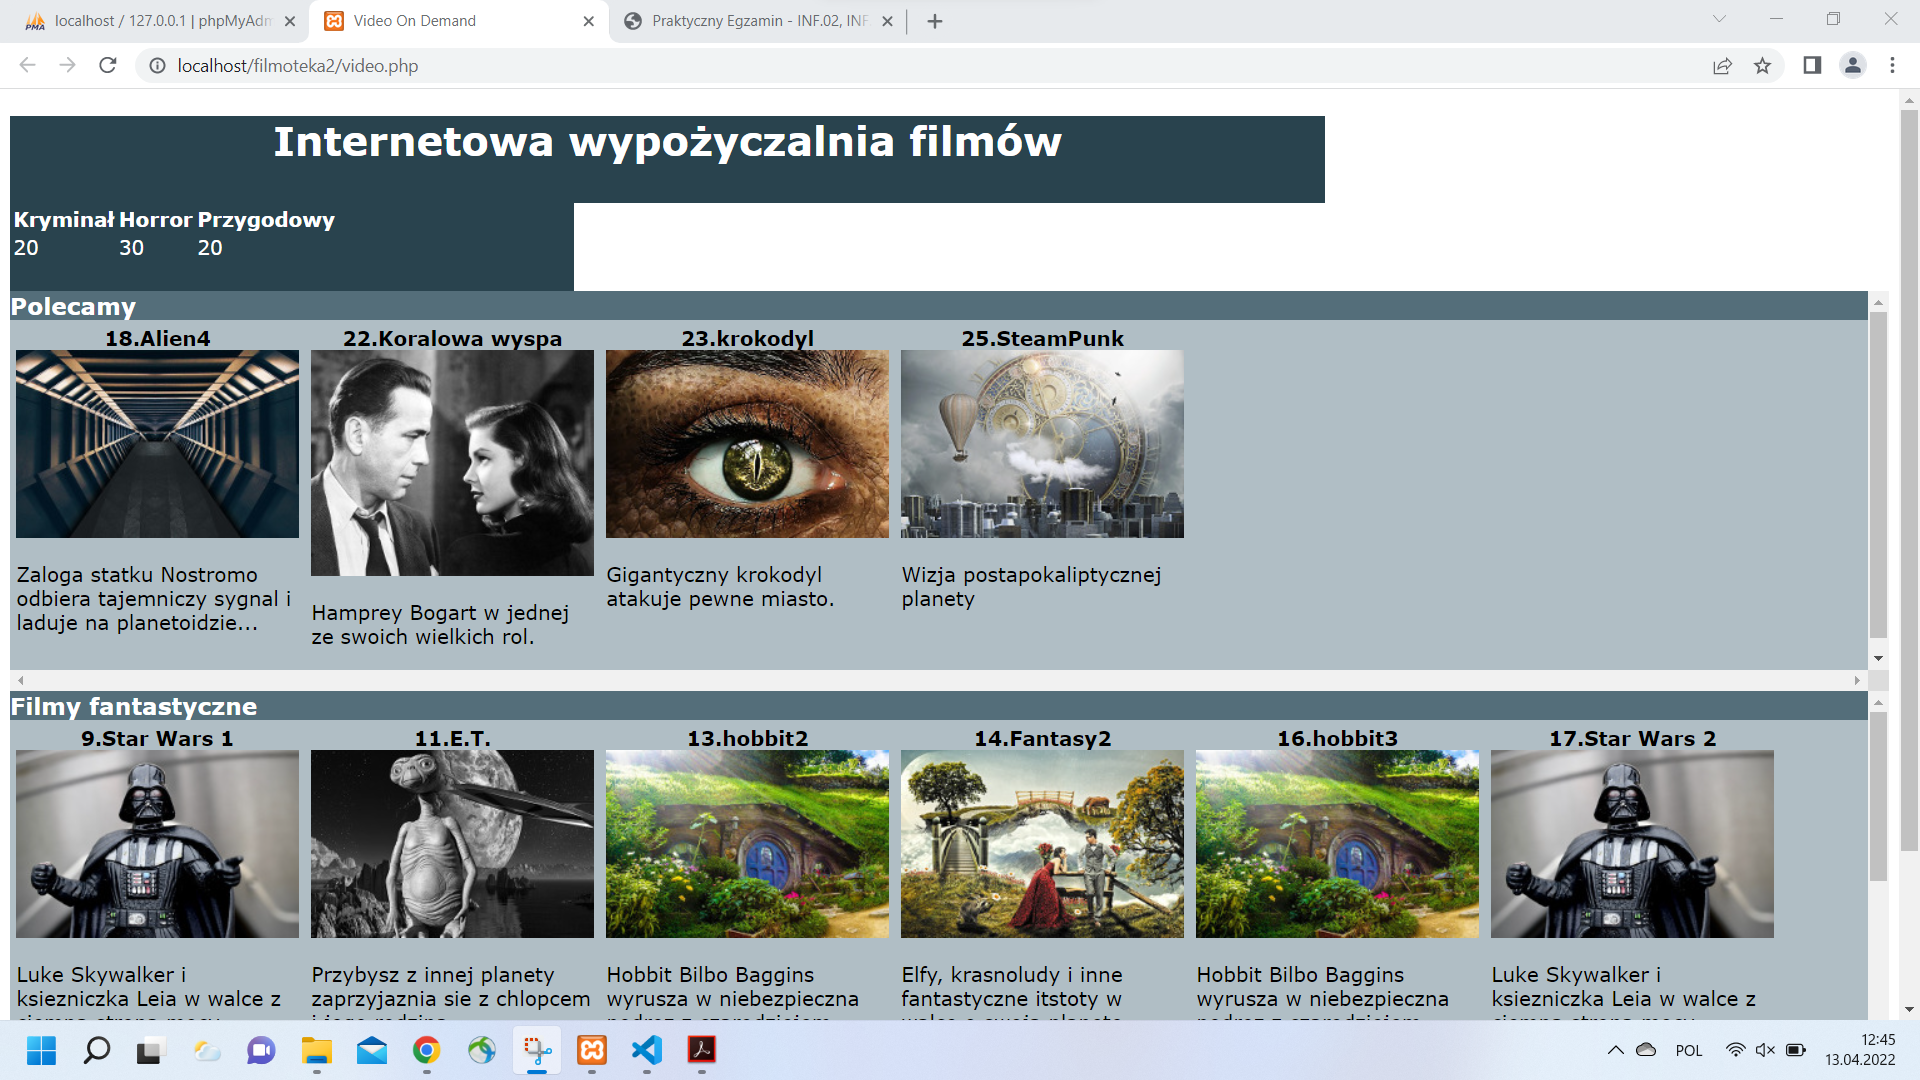 localhost / 127.0.0.1 | phpMyAdm
Video On Demand
Praktyczny Egzamin - INF.02, INF
localhost/filmoteka2/video.php
Internetowa wypożyczalnia filmów
Kryminał Horror Przygodowy
20 30 20
Polecamy
18.Alien4
Zaloga statku Nostromo
odbiera tajemniczy sygnal i
laduje na planetoidzie...
22.Koralowa wyspa
Hamprey Bogart w jednej
ze swoich wielkich rol.
23.krokodyl
Gigantyczny krokodyl
atakuje pewne miasto.
25.SteamPunk
Wizja postapokaliptycznej
planety
Filmy fantastyczne
9.Star Wars 1
Luke Skywalker i
ksiezniczka Leia w walce z
11.E.T.
Przybysz z innej planety
zaprzyjaznia sie z chlopcem
13.hobbit2
Hobbit Bilbo Baggins
wyrusza w niebezpieczna
14.Fantasy2
Elfy, krasnoludy i inne
fantastyczne itstoty w
16.hobbit3
Hobbit Bilbo Baggins
wyrusza w niebezpieczna
17.Star Wars 2
Luke Skywalker i
ksiezniczka Leia w walce z
POL
12:45
13.04.2022